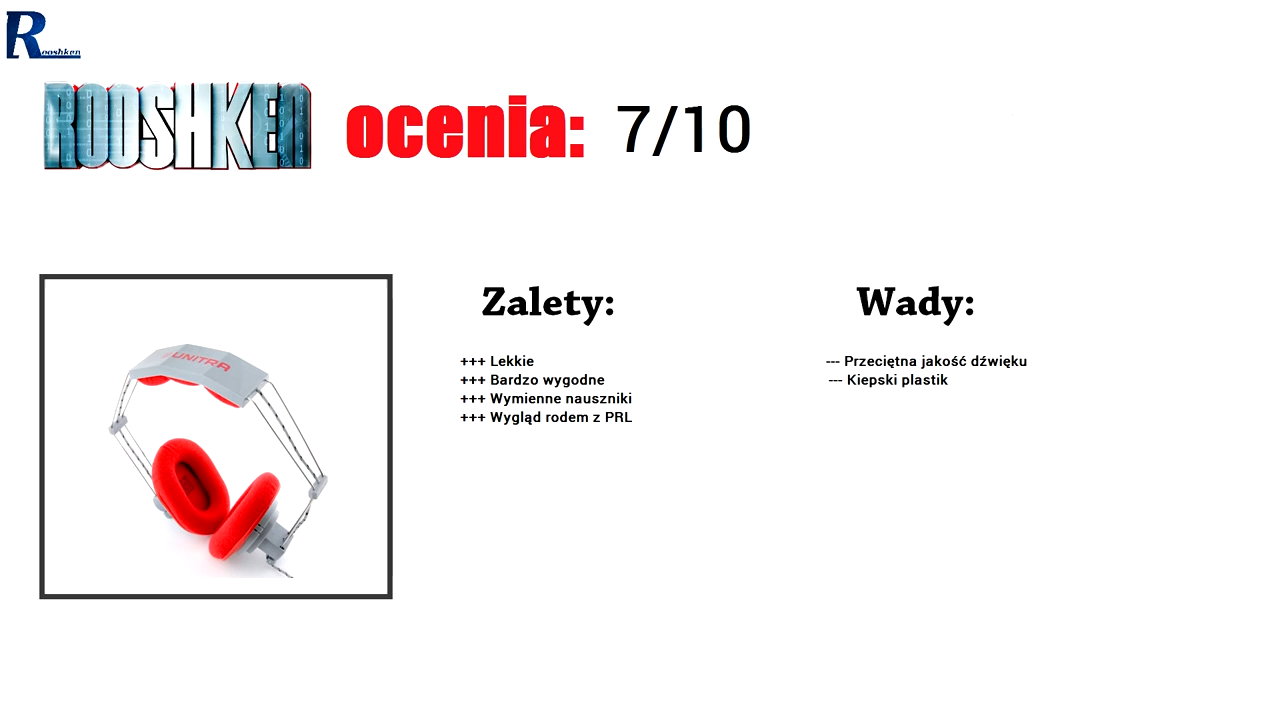 Rooshken
ROOSHKEN ocenia: 7/10
UNITRA
Zalety:
+++ Lekkie
+++ Bardzo wygodne
+++ Wymienne nauszniki
+++ Wygląd rodem z PRL
Wady:
--- Przeciętna jakość dźwięku
--- Kiepski plastik